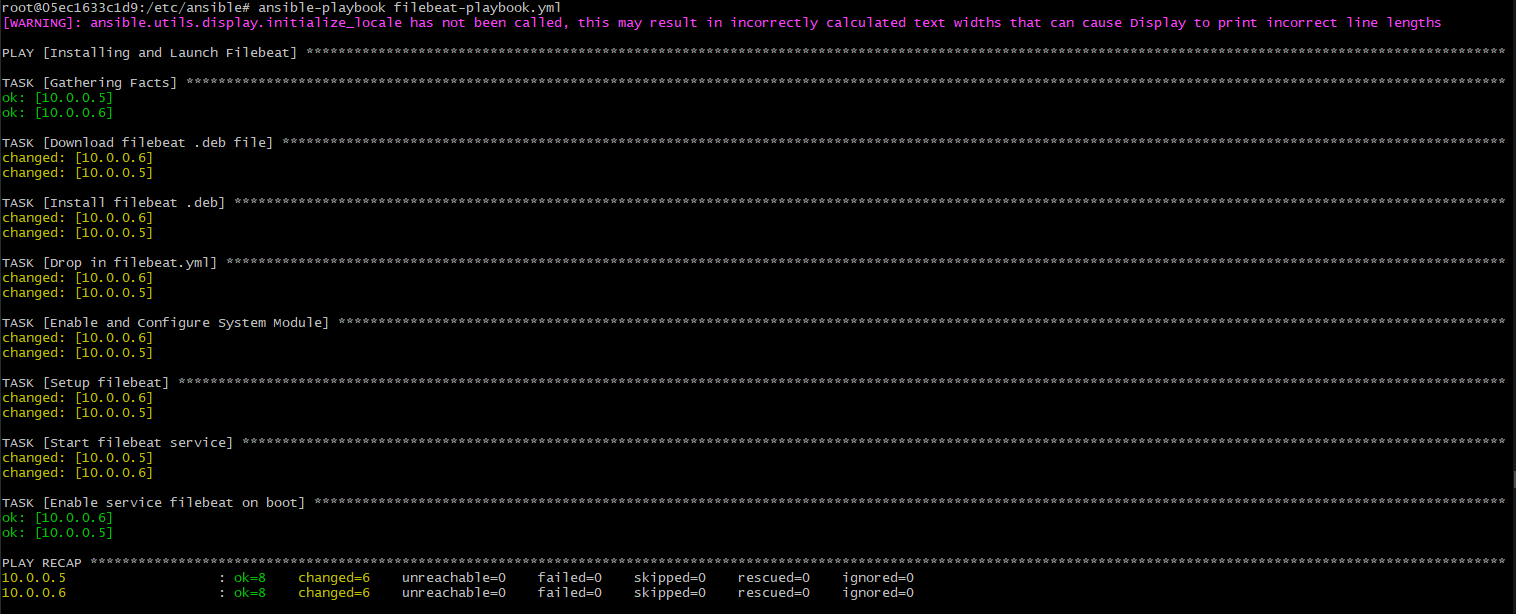 root@05ec1633c1d9:/etc/ansible# ansible-playbook filebeat-playbook.yml
[WARNING]: ansible.utils.display.initialize_locale has not been called, this may result in incorrectly calculated text widths that can cause Display to print incorrect line lengths
PLAY [Installing and Launch Filebeat] ******************************************************************************************************************************************************
TASK [Gathering Facts] *********************************************************************************************************************************************************************
ok: [10.0.0.5]
ok: [10.0.0.6]
TASK [Download filebeat .deb file] *********************************************************************************************************************************************************
changed: [10.0.0.6]
changed: [10.0.0.5]
TASK [Install filebeat .deb] ***************************************************************************************************************************************************************
changed: [10.0.0.6]
changed: [10.0.0.5]
TASK [Drop in filebeat.yml] ****************************************************************************************************************************************************************
changed: [10.0.0.6]
changed: [10.0.0.5]
TASK [Enable and Configure System Module] **************************************************************************************************************************************************
changed: [10.0.0.6]
changed: [10.0.0.5]
TASK [Setup filebeat] **********************************************************************************************************************************************************************
changed: [10.0.0.6]
changed: [10.0.0.5]
TASK [Start filebeat service] **************************************************************************************************************************************************************
changed: [10.0.0.5]
changed: [10.0.0.6]
TASK [Enable service filebeat on boot] *****************************************************************************************************************************************************
ok: [10.0.0.6]
ok: [10.0.0.5]
PLAY RECAP *********************************************************************************************************************************************************************************
10.0.0.5                   : ok=8    changed=6    unreachable=0    failed=0    skipped=0    rescued=0    ignored=0
10.0.0.6                   : ok=8    changed=6    unreachable=0    failed=0    skipped=0    rescued=0    ignored=0